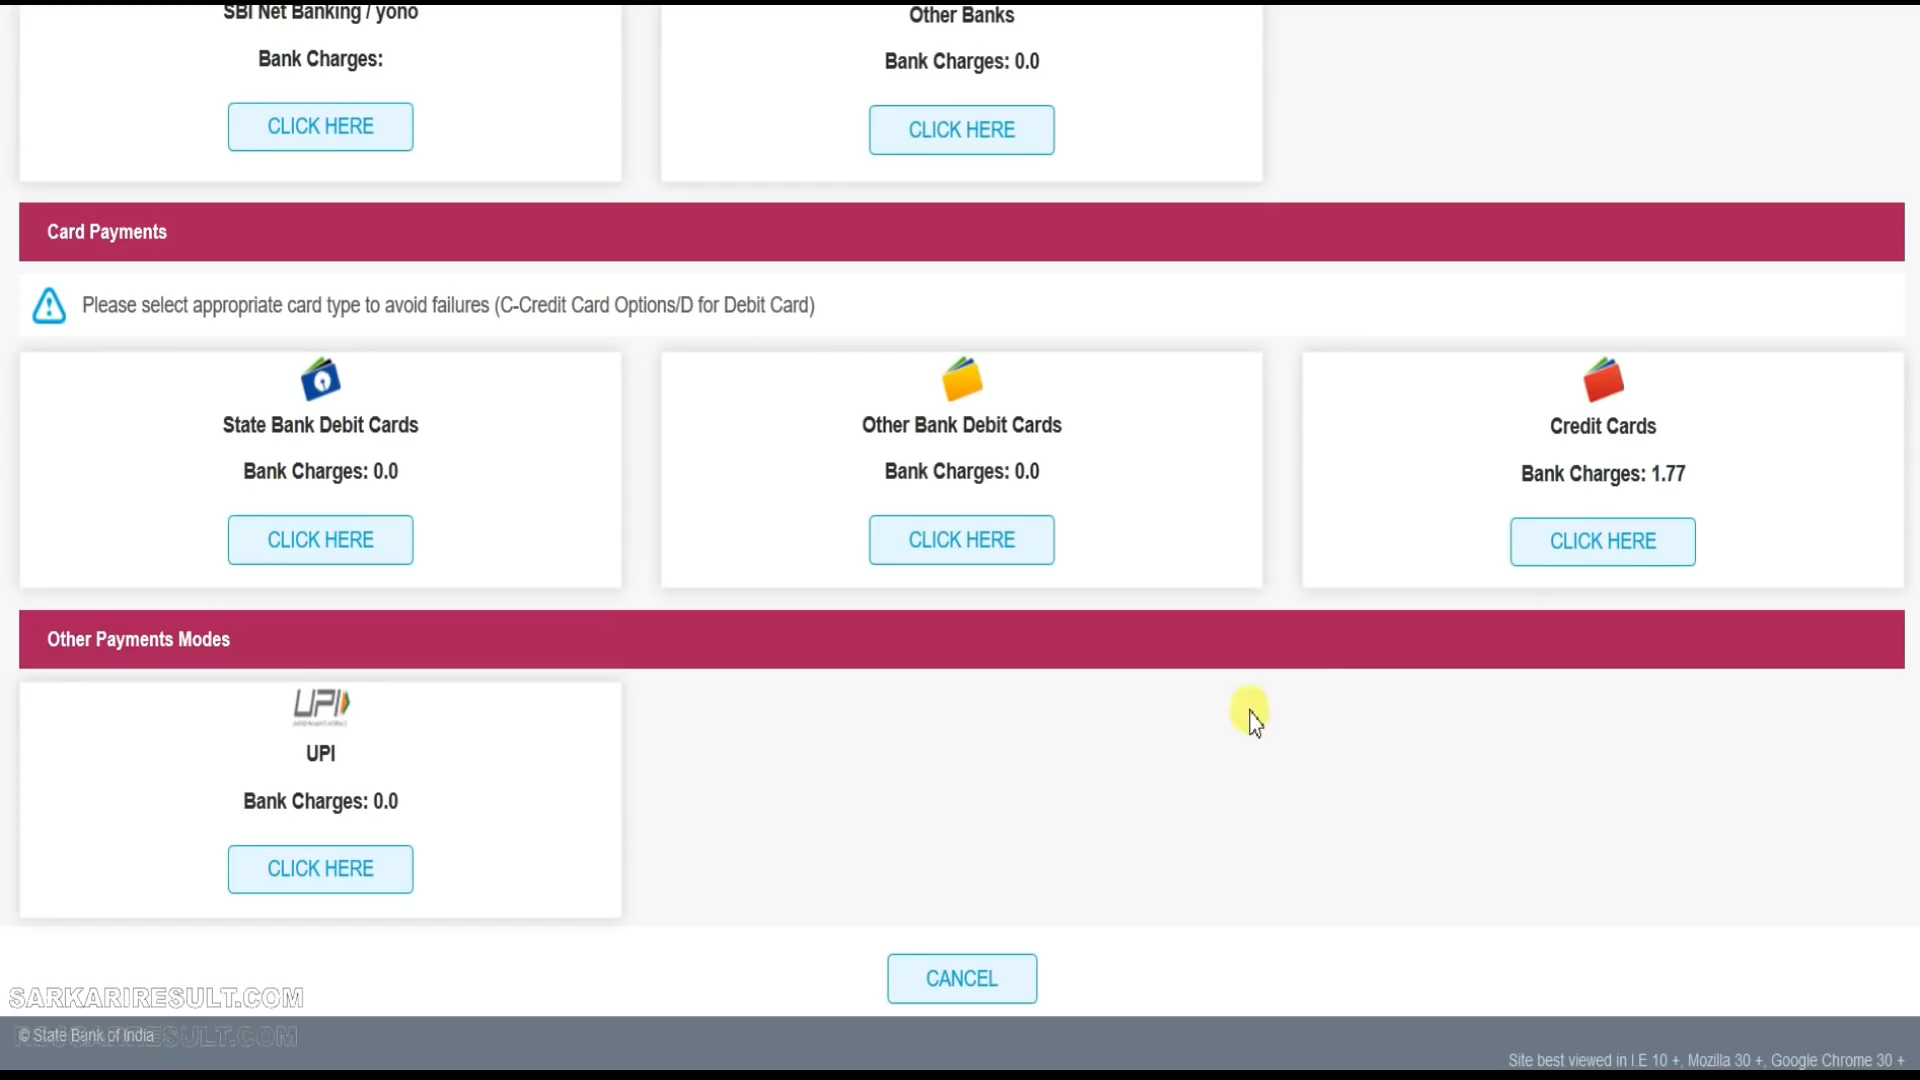 SBI Net Banking / yono
Other Banks
Bank Charges:
Bank Charges: 0.0
CLICK HERE
CLICK HERE
Card Payments
Please select appropriate card type to avoid failures (C-Credit Card Options/D for Debit Card)
State Bank Debit Cards
Other Bank Debit Cards
Credit Cards
Bank Charges: 0.0
Bank Charges: 0.0
Bank Charges: 1.77
CLICK HERE
CLICK HERE
CLICK HERE
Other Payments Modes
UPI
UPI
Bank Charges: 0.0
CLICK HERE
CANCEL
SARKARIRESULT.COM
© State Bank of India
Site best viewed in I.E 10 +, Mozilla 30 +, Google Chrome 30 +